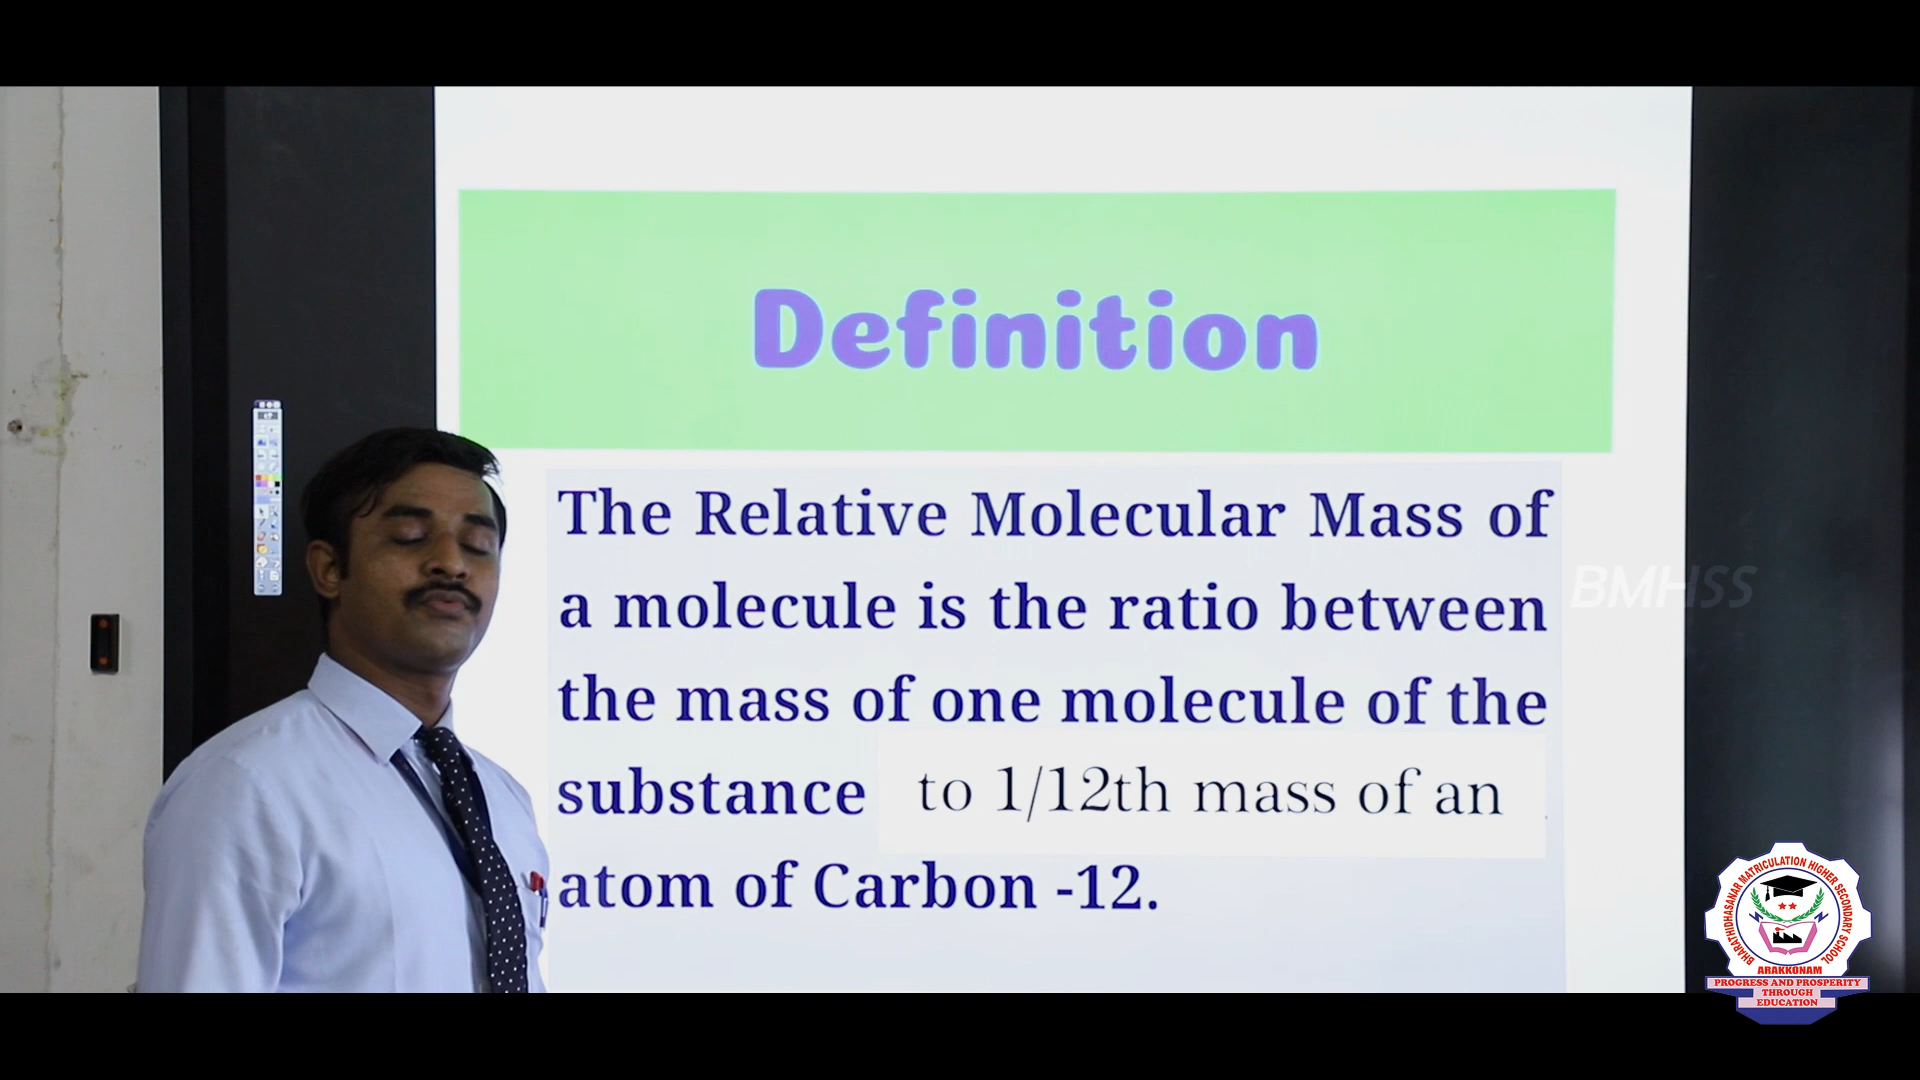 Definition
The Relative Molecular Mass of
a molecule is the ratio between
the mass of one molecule of the
substance to 1/12th mass of an
atom of Carbon -12.
BMHSS
BHARATHIDHASANAR MATRICULATION HIGHER SECONDARY SCHOOL
ARAKKONAM
PROGRESS AND PROSPERITY
THROUGH
EDUCATION